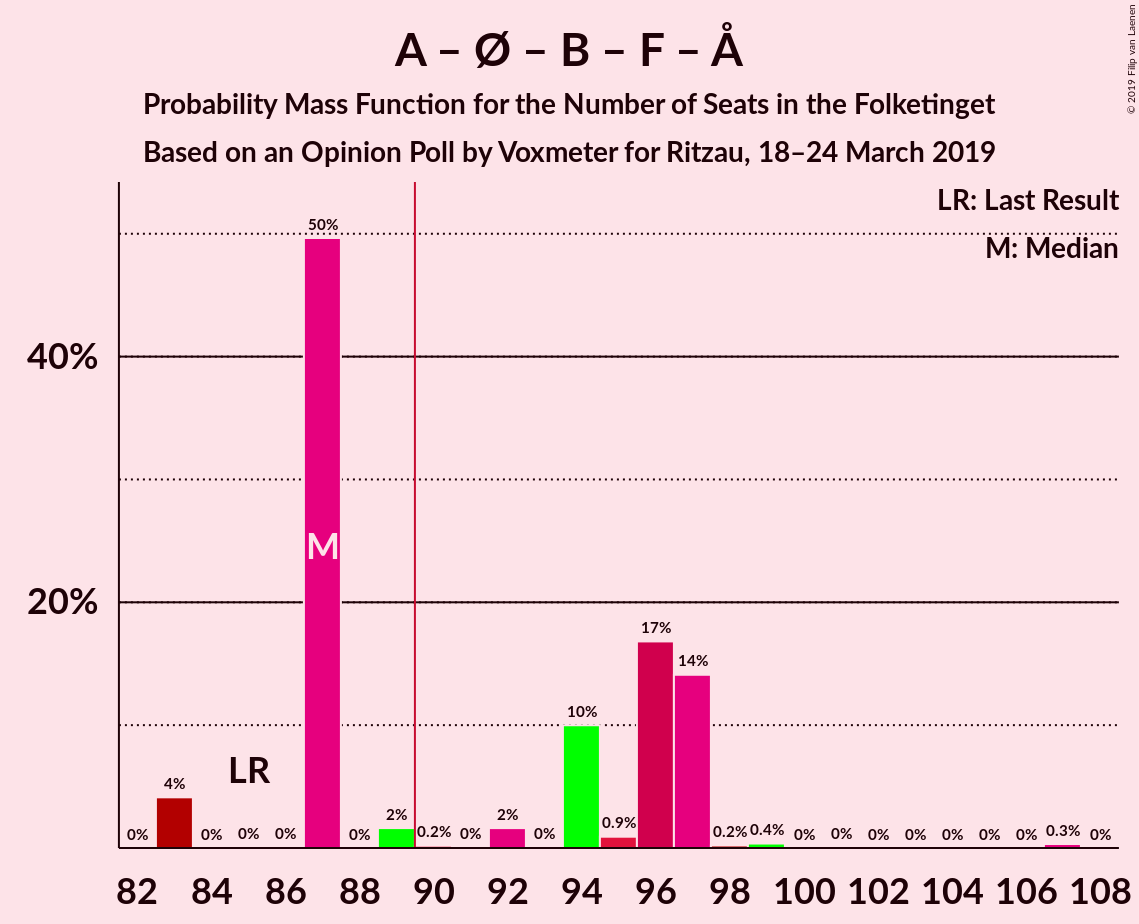 A – Ø – B – F – Å
Probability Mass Function for the Number of Seats in the Folketinget
Based on an Opinion Poll by Voxmeter for Ritzau, 18–24 March 2019
© 2019 Filip van Laenen
LR: Last Result
M: Median
40%
20%
0% 4% 0% 0% 0% 50% 0% 2% 0.2% 0% 2% 0% 10% 0.9% 17% 14% 0.2% 0.4% 0% 0% 0% 0% 0% 0% 0% 0.3% 0%
LR
M
82 84 86 88 90 92 94 96 98 100 102 104 106 108